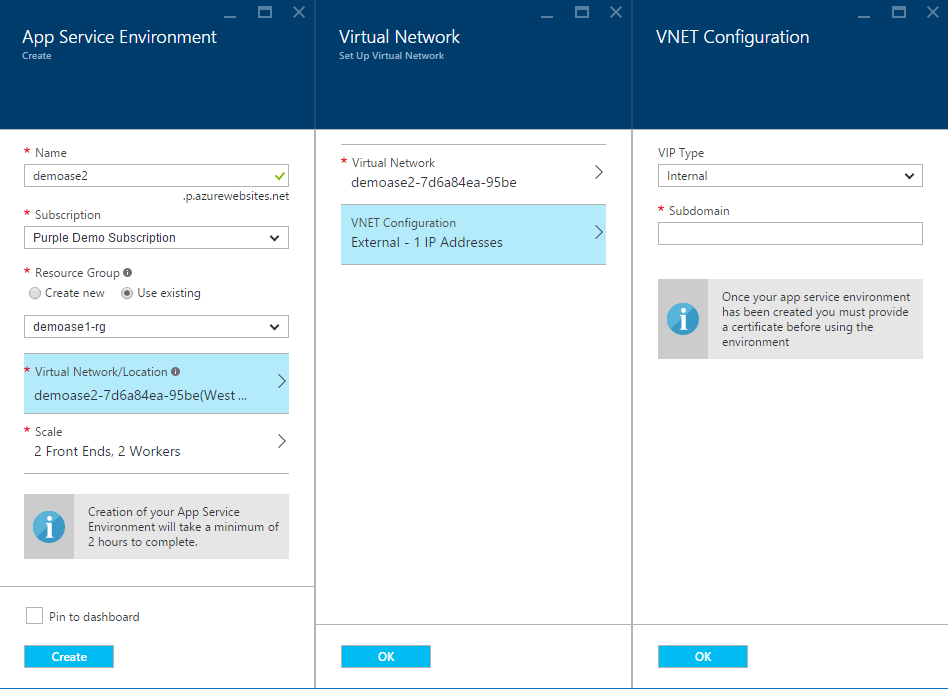 App Service Environment
Create
* Name
demoase2
.p.azurewebsites.net
* Subscription
Purple Demo Subscription
* Resource Group
Create new
Use existing
demoase1-rg
* Virtual Network/Location
demoase2-7d6a84ea-95be(West ...
* Scale
2 Front Ends, 2 Workers
Creation of your App Service
Environment will take a minimum of
2 hours to complete.
Pin to dashboard
Create
Virtual Network
Set Up Virtual Network
* Virtual Network
demoase2-7d6a84ea-95be
VNET Configuration
External - 1 IP Addresses
OK
VNET Configuration
VIP Type
Internal
* Subdomain
Once your app service environment
has been created you must provide
a certificate before using the
environment
OK